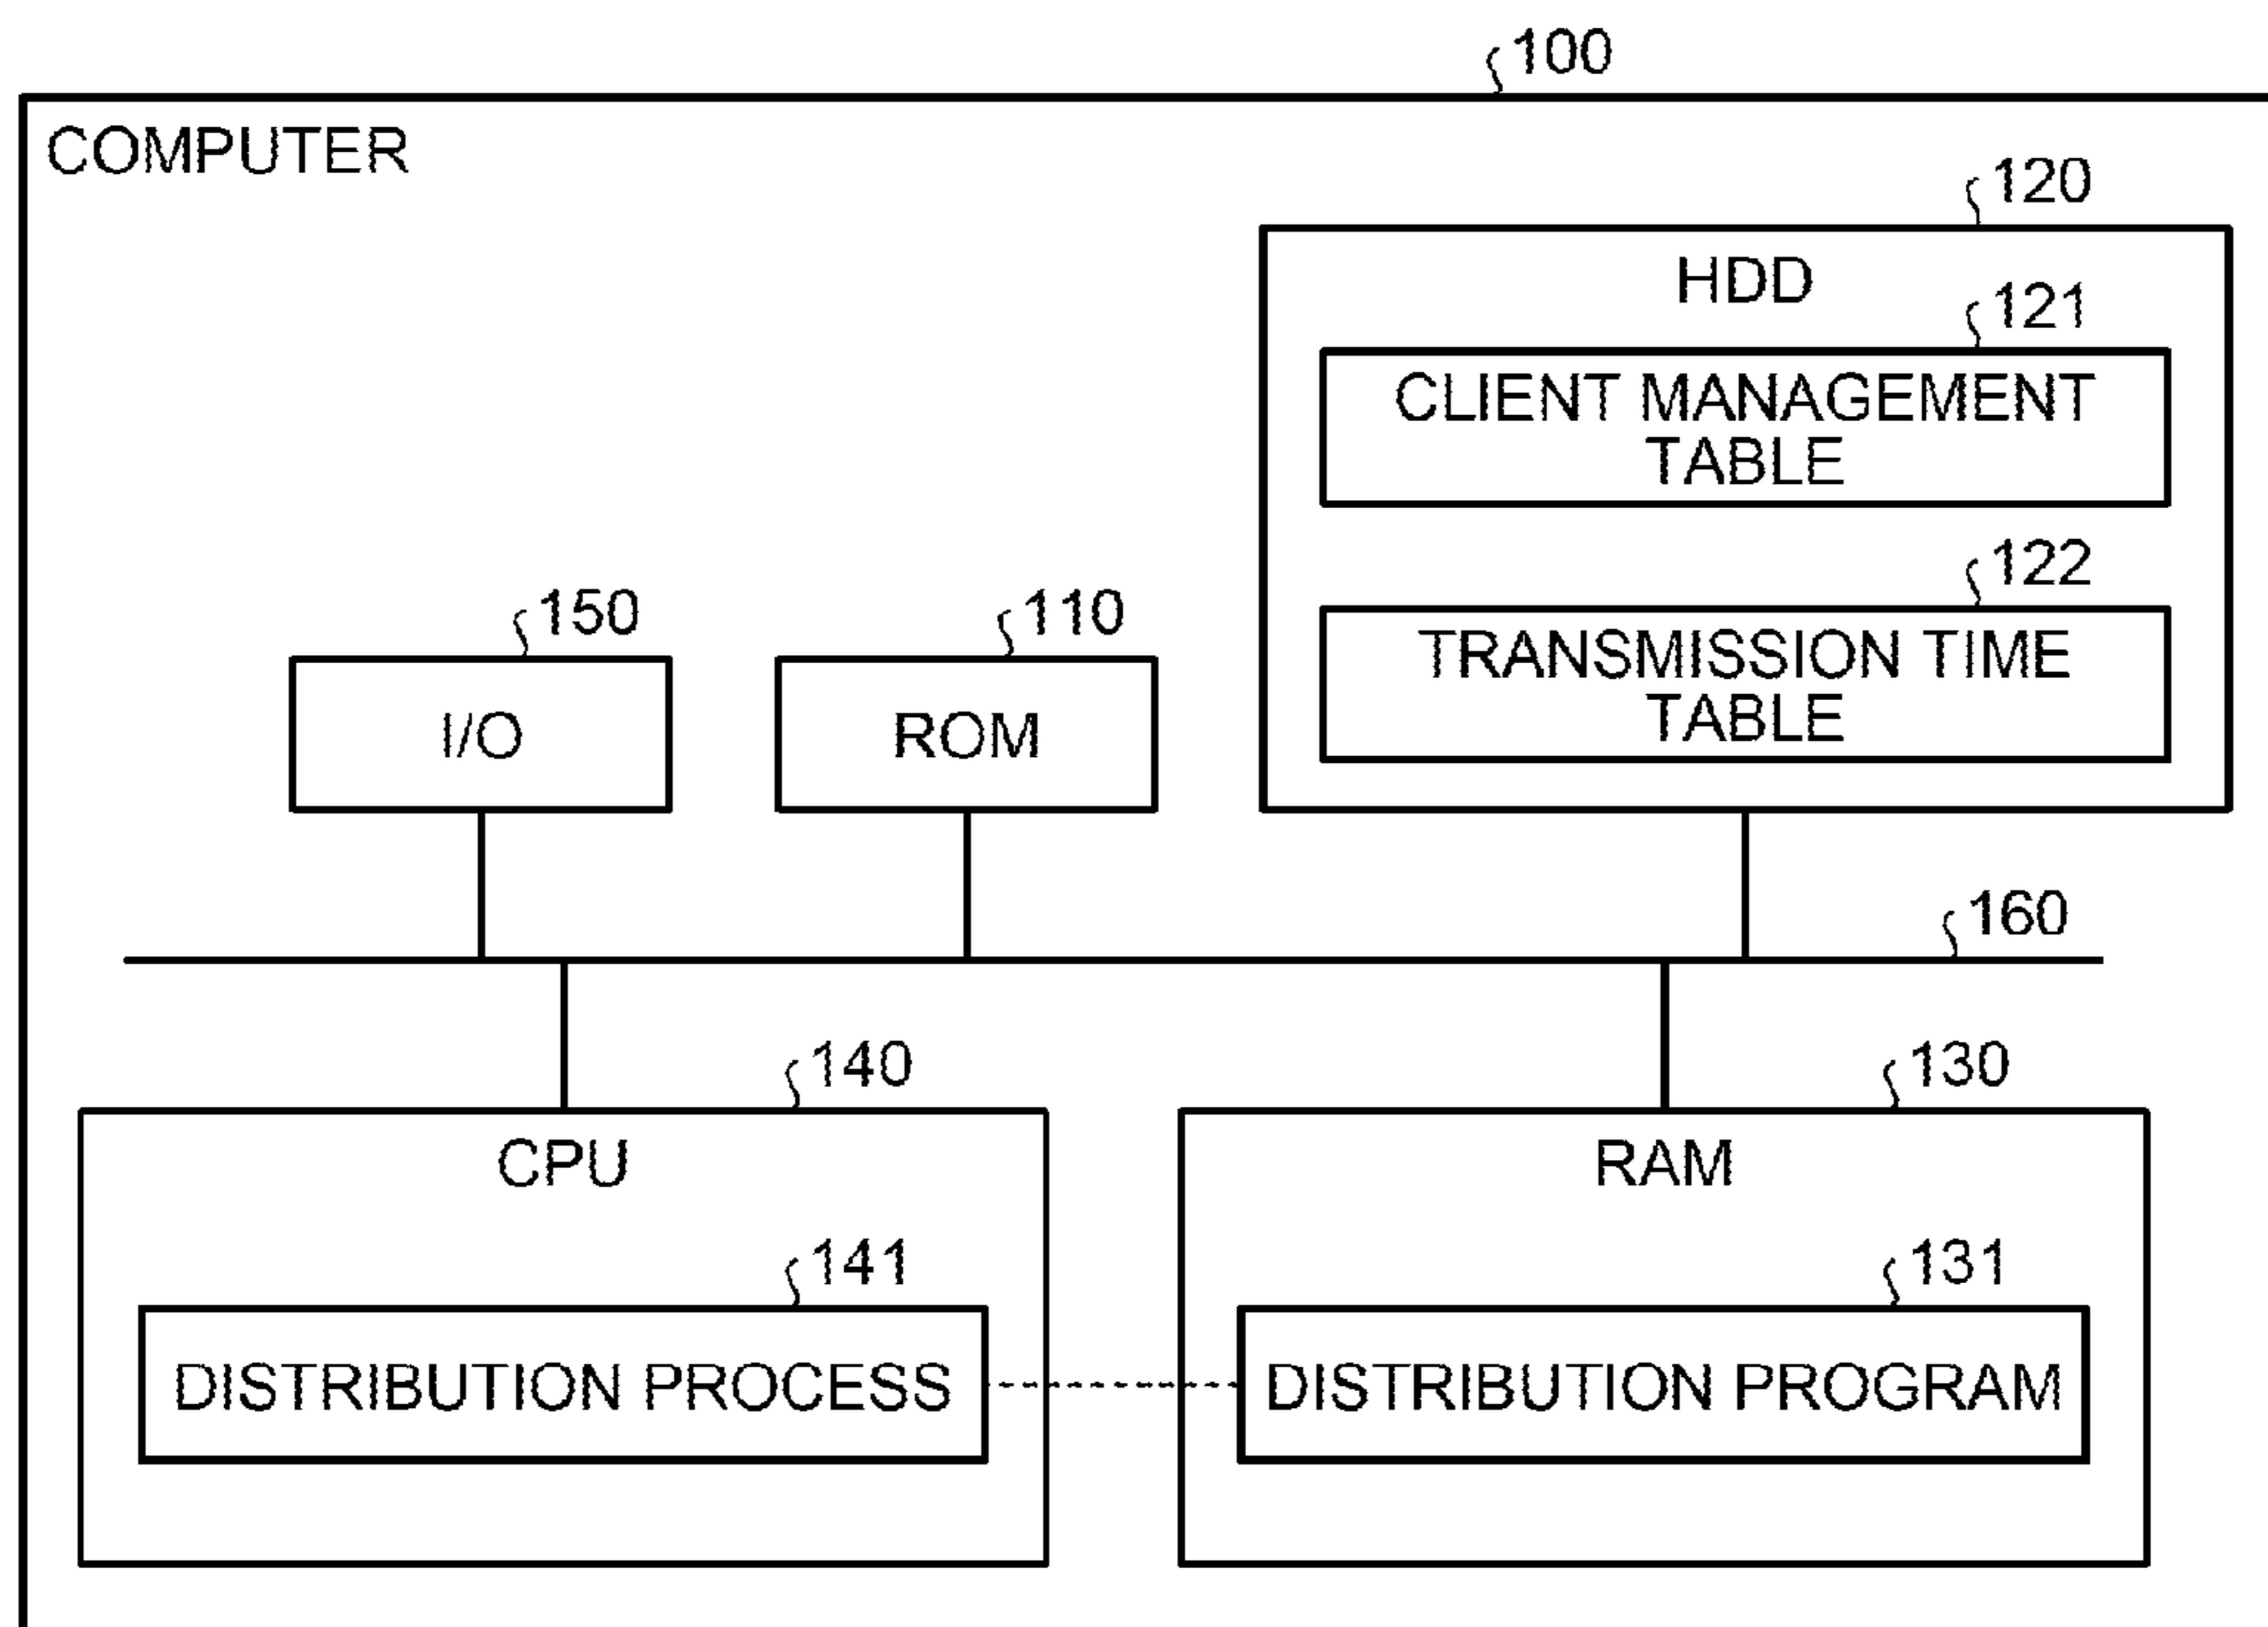 100
COMPUTER
120
HDD
121
CLIENT MANAGEMENT
TABLE
122
TRANSMISSION TIME
TABLE
150
I/O
110
ROM
160
140
CPU
141
DISTRIBUTION PROCESS
130
RAM
131
DISTRIBUTION PROGRAM